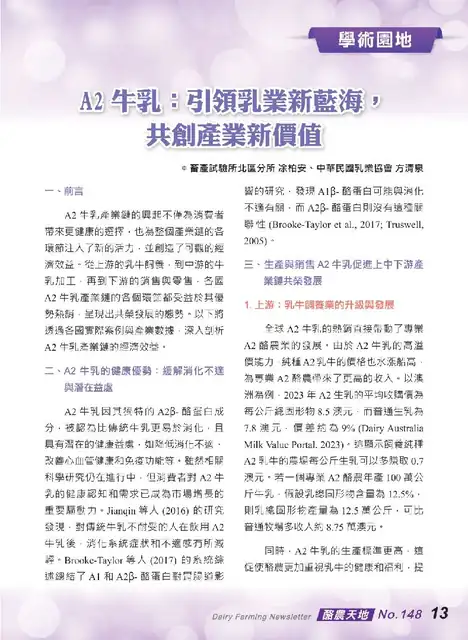 學術園地
A2 牛乳：引領乳業新藍海，
共創產業新價值
畜產試驗所北區分所 涂柏安、中華民國乳業協會 方清泉
一、前言
A2 牛乳產業鏈的興起不僅為消費者
帶來更健康的選擇，也為整個產業鏈的各
環節注入了新的活力，並創造了可觀的經
濟效益。從上游的乳牛飼養，到中游的牛
乳加工，再到下游的銷售與零售，各國
A2 牛乳產業鏈的各個環節都受益於其優
勢熱銷，呈現出共榮發展的態勢。以下將
透過各國實際案例與產業數據，深入剖析
A2 牛乳產業鏈的經濟效益。
二、A2 牛乳的健康優勢：緩解消化不適
與潛在益處
A2 牛乳因其獨特的 A2β- 酪蛋白成
分，被認為比傳統牛乳更易於消化，且
具有潛在的健康益處，如降低消化不適、
改善心血管健康和免疫功能等。雖然相關
科學研究仍在進行中，但消費者對 A2 牛
乳的健康認知和需求已成為市場增長的
重要驅動力。Jianqin 等人 (2016) 的研究
發現，對傳統牛乳不耐受的人在飲用 A2
牛乳後，消化系統症狀和不適感有所減
輕。Brooke-Taylor 等人 (2017) 的系統綜
述總結了 A1 和 A2β- 酪蛋白對胃腸道影
響的研究，發現 A1β- 酪蛋白可能與消化
不適有關，而 A2β- 酪蛋白則沒有這種關
聯性 (Brooke-Taylor et al., 2017; Truswell,
2005)。
三、生產與銷售 A2 牛乳促進上中下游產
業鏈共榮發展
1. 上游：乳牛飼養業的升級與發展
全球 A2 牛乳的熱銷直接帶動了專業
A2 酪農業的發展。由於 A2 牛乳的高溢
價能力，純種 A2 乳牛的價格也水漲船高，
為專業 A2 酪農帶來了更高的收入。以澳
洲為例，2023 年 A2 生乳的平均收購價為
每公斤總固形物 8.5 澳元，而普通生乳為
7.8 澳元，價差約為 9% (Dairy Australia
Milk Value Portal. 2023)。這顯示飼養純種
A2 乳牛的農場每公斤生乳可以多賺取 0.7
澳元。若一個專業 A2 酪農年產 100 萬公
斤牛乳，假設乳總固形物含量為 12.5%，
則乳總固形物產量為 12.5 萬公斤，可比
普通牧場多收入約 8.75 萬澳元。
同時，A2 牛乳的生產標準更高，這
促使酪農更加重視乳牛的健康和福利，提
Dairy Farming Newsletter 酪農天地 No.148 13